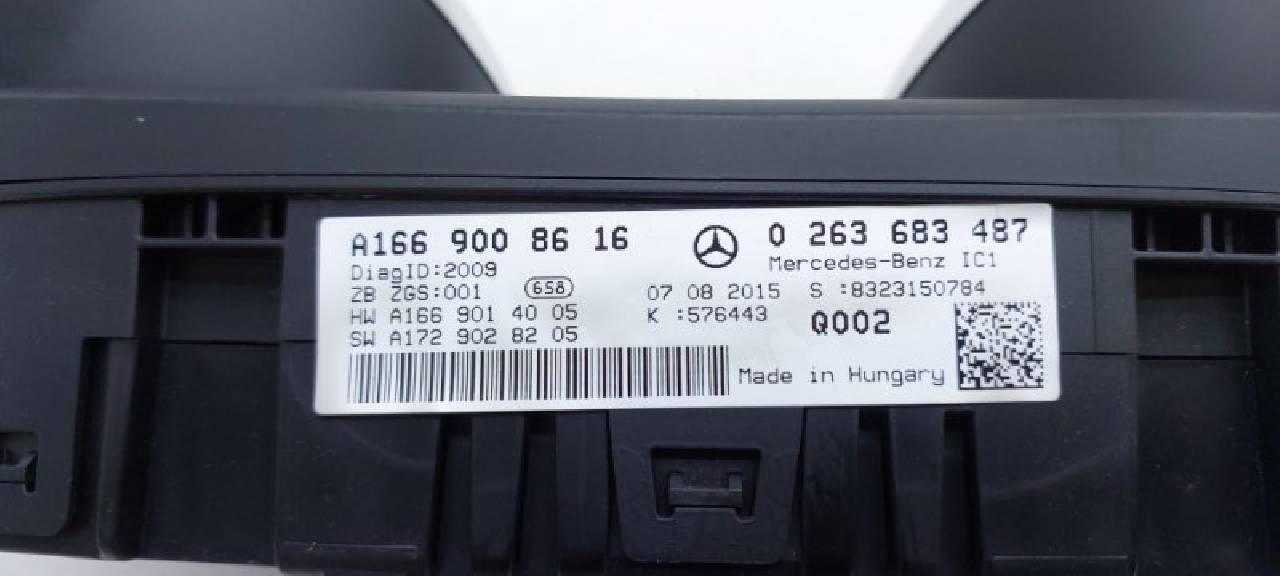 A166 900 86 16
0 263 683 487
Mercedes-Benz IC1
DiagID:2009
ZB ZGS:001 658
07 08 2015 S :8323150784
HW A166 901 40 05
K :576443 Q002
SW A172 902 82 05
Made in Hungary